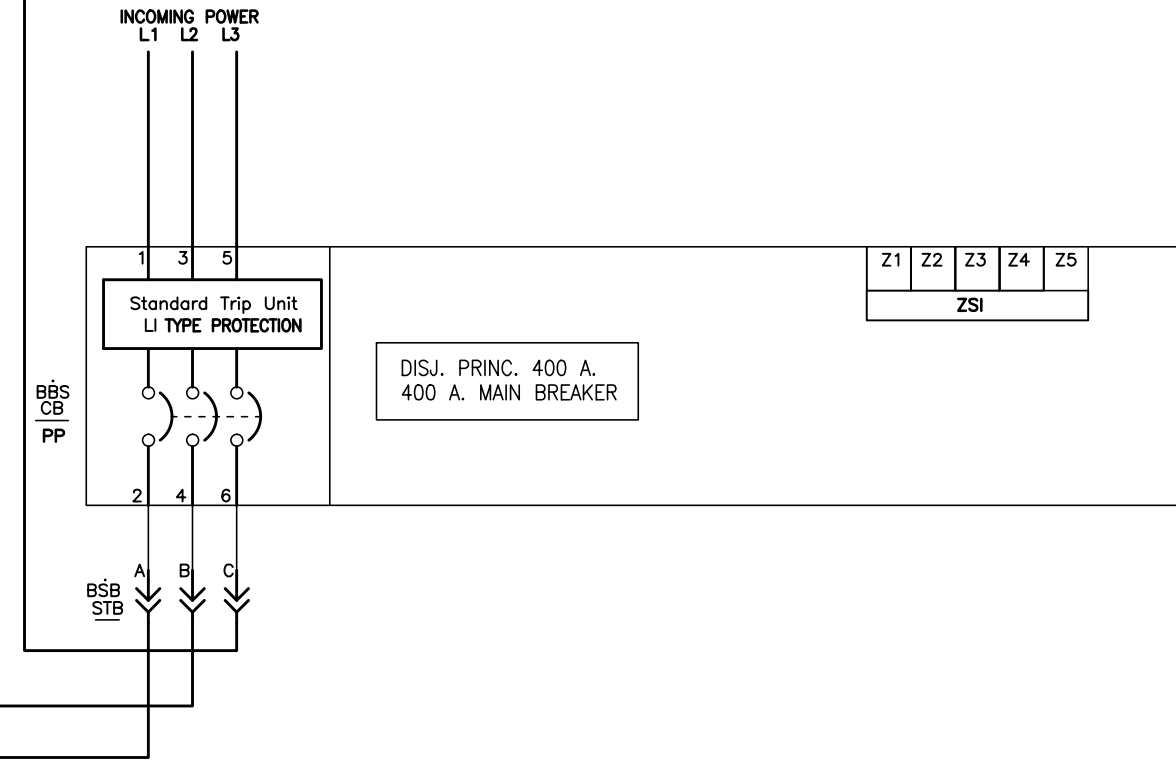 INCOMING POWER
L1 L2 L3
1 3 5
Standard Trip Unit
LI TYPE PROTECTION
Z1 Z2 Z3 Z4 Z5
ZSI
DISJ. PRINC. 400 A.
400 A. MAIN BREAKER
BBS
CB
PP
2 4 6
A B C
BSB
STB